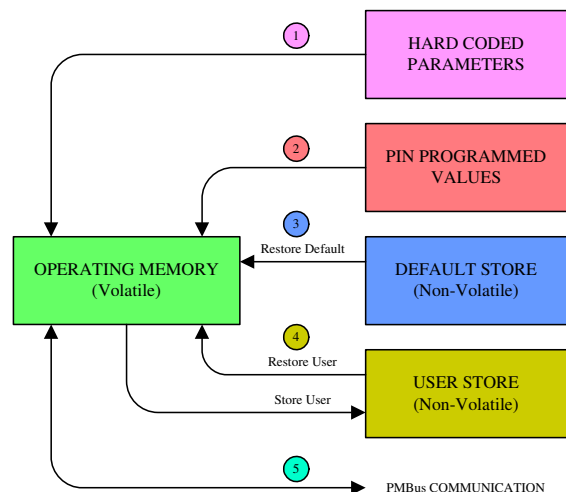 1
HARD CODED
PARAMETERS
2
PIN PROGRAMMED
VALUES
3
Restore Default
OPERATING MEMORY
(Volatile)
DEFAULT STORE
(Non-Volatile)
4
Restore User
Store User
USER STORE
(Non-Volatile)
5
PMBus COMMUNICATION